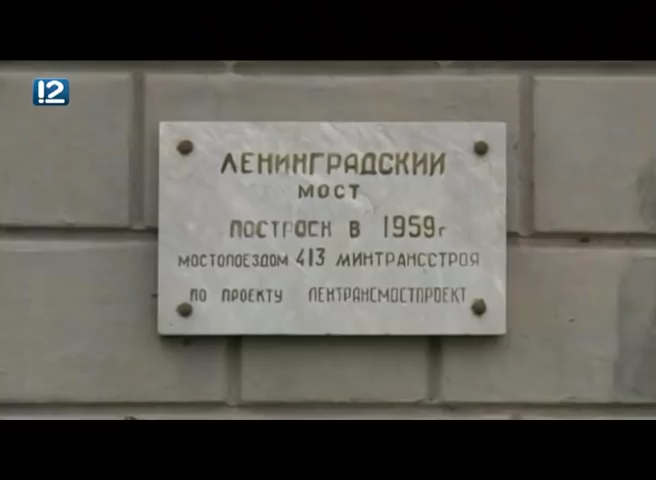 12
ЛЕНИНГРАДСКИЙ
МОСТ
ПОСТРОЕН В 1959г
МОСТОПОЕЗДОМ 413 МИНТРАНССТРОЯ
ПО ПРОЕКТУ ЛЕНТРАНСМОСТПРОЕКТ